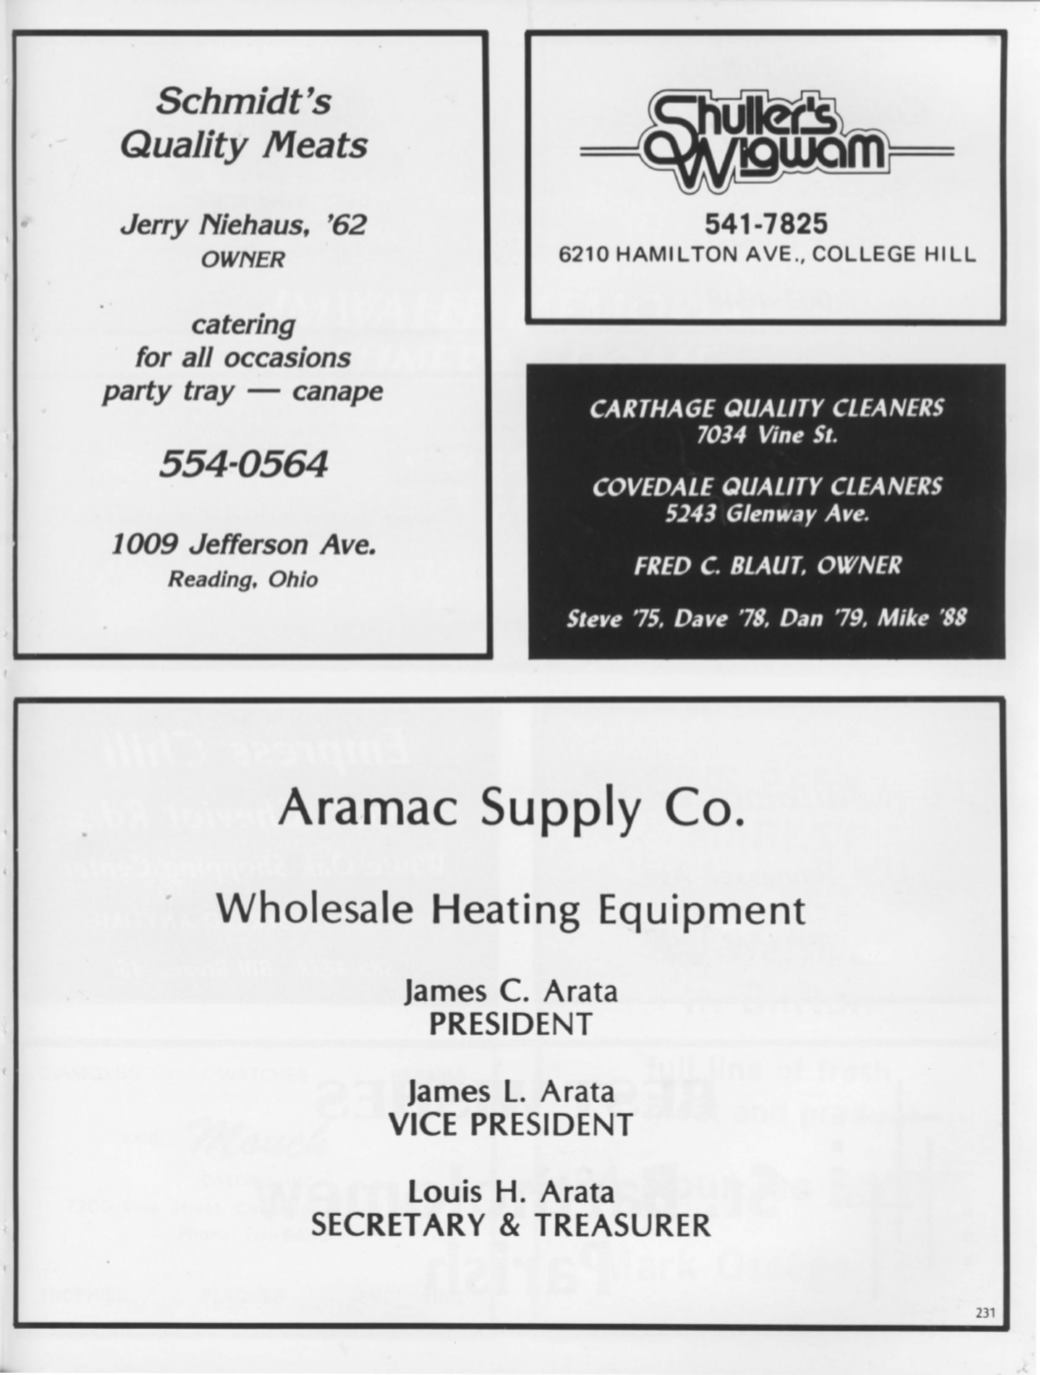 Schmidt's
Quality Meats
Jerry Niehaus, '62
OWNER
catering
for all occasions
party tray — canape
554-0564
1009 Jefferson Ave.
Reading, Ohio
Shuller's
Wigwam
541-7825
6210 HAMILTON AVE., COLLEGE HILL
CARTHAGE QUALITY CLEANERS
7034 Vine St.
COVEDALE QUALITY CLEANERS
5243 Glenway Ave.
FRED C. BLAUT, OWNER
Steve '75, Dave '78, Dan '79, Mike '88
Aramac Supply Co.
Wholesale Heating Equipment
James C. Arata
PRESIDENT
James L. Arata
VICE PRESIDENT
Louis H. Arata
SECRETARY & TREASURER
231